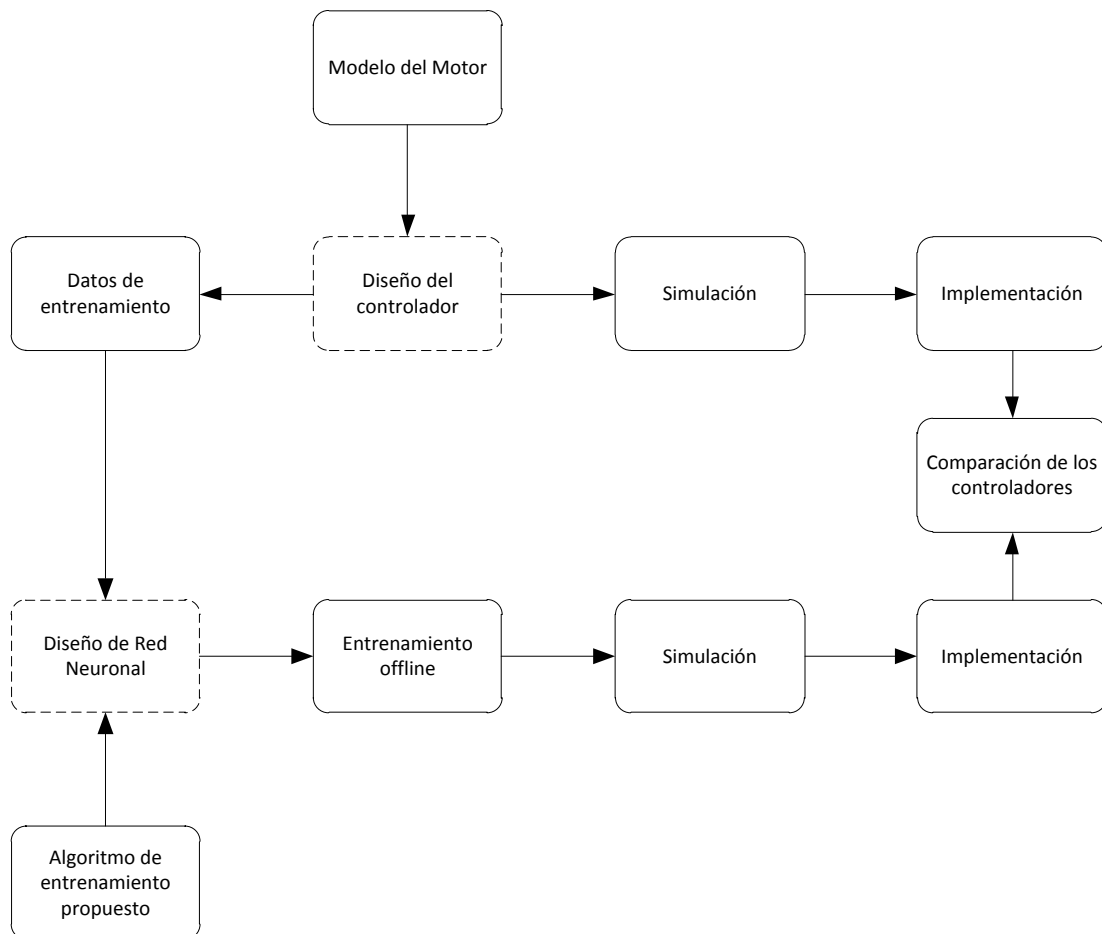 Modelo del Motor
Datos de
entrenamiento
Diseño del
controlador
Simulación
Implementación
Comparación de los
controladores
Diseño de Red
Neuronal
Entrenamiento
offline
Simulación
Implementación
Algoritmo de
entrenamiento
propuesto